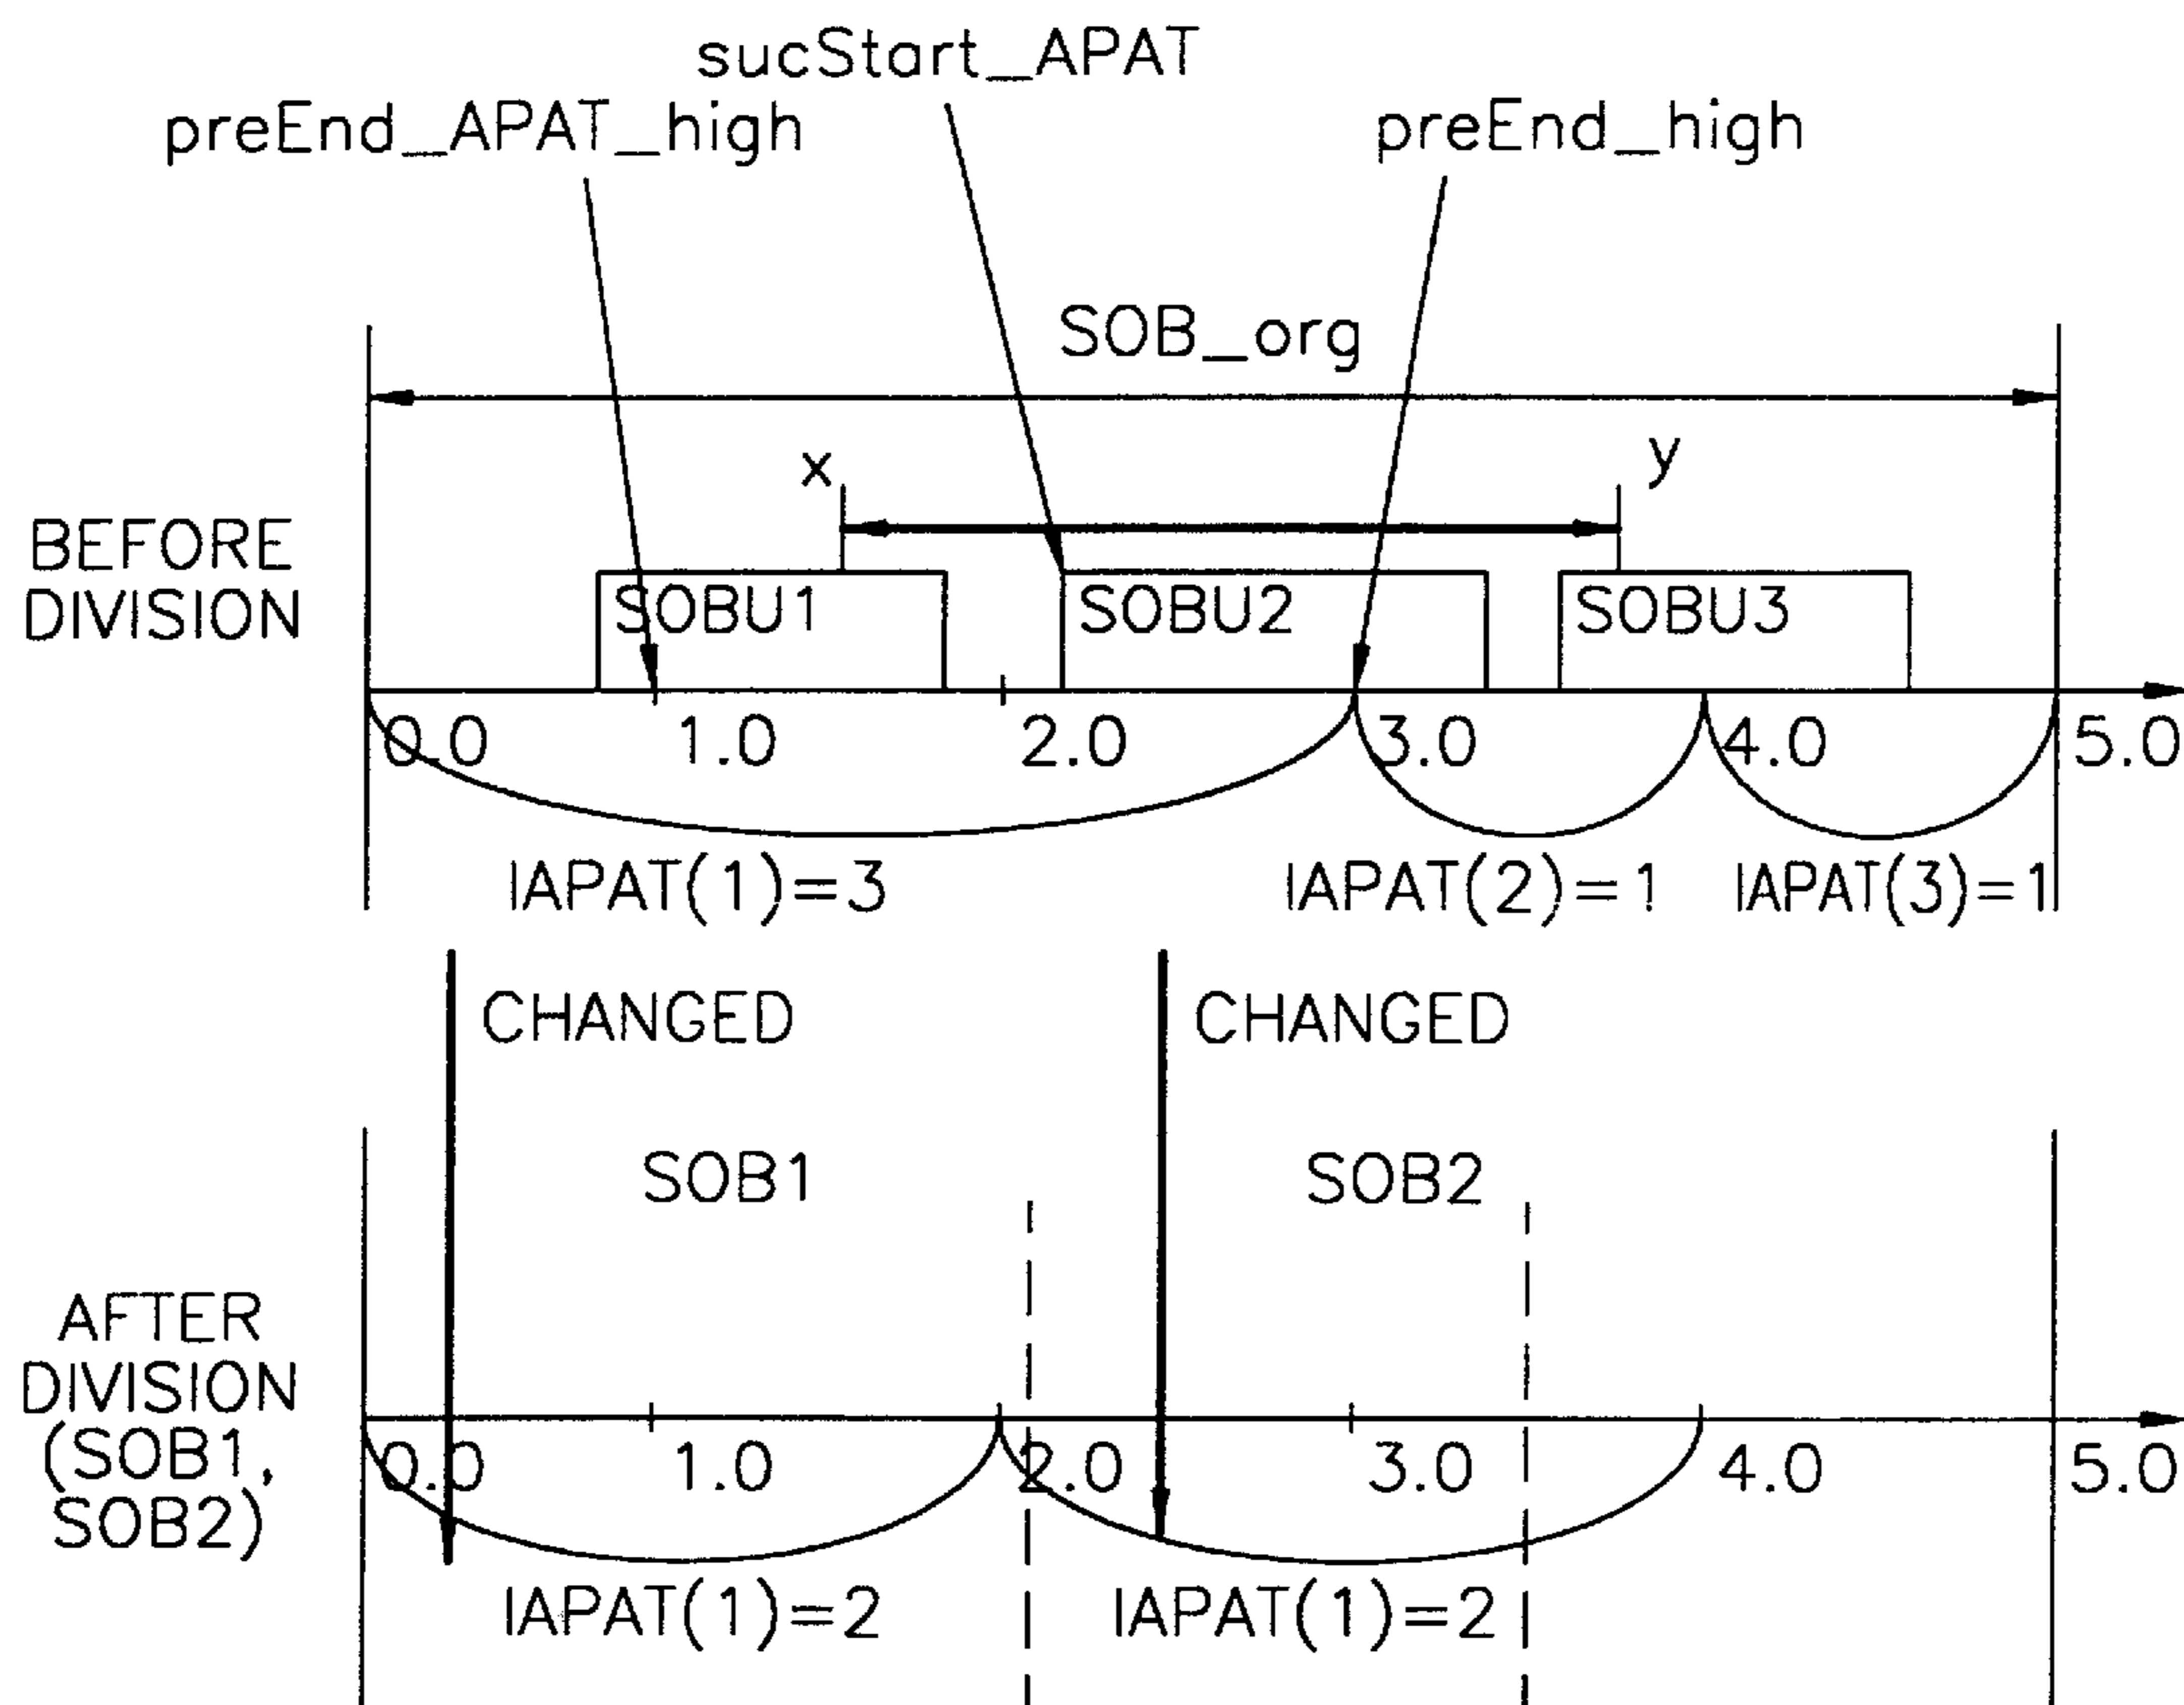 sucStart_APAT
preEnd_APAT_high
preEnd_high
SOB_org
x
y
BEFORE
DIVISION
SOBU1
SOBU2
SOBU3
0.0
1.0
2.0
3.0
4.0
5.0
IAPAT(1)=3
IAPAT(2)=1
IAPAT(3)=1
CHANGED
CHANGED
SOB1
SOB2
AFTER
DIVISION
(SOB1,
SOB2)
0.0
1.0
2.0
3.0
4.0
5.0
IAPAT(1)=2
IAPAT(1)=2